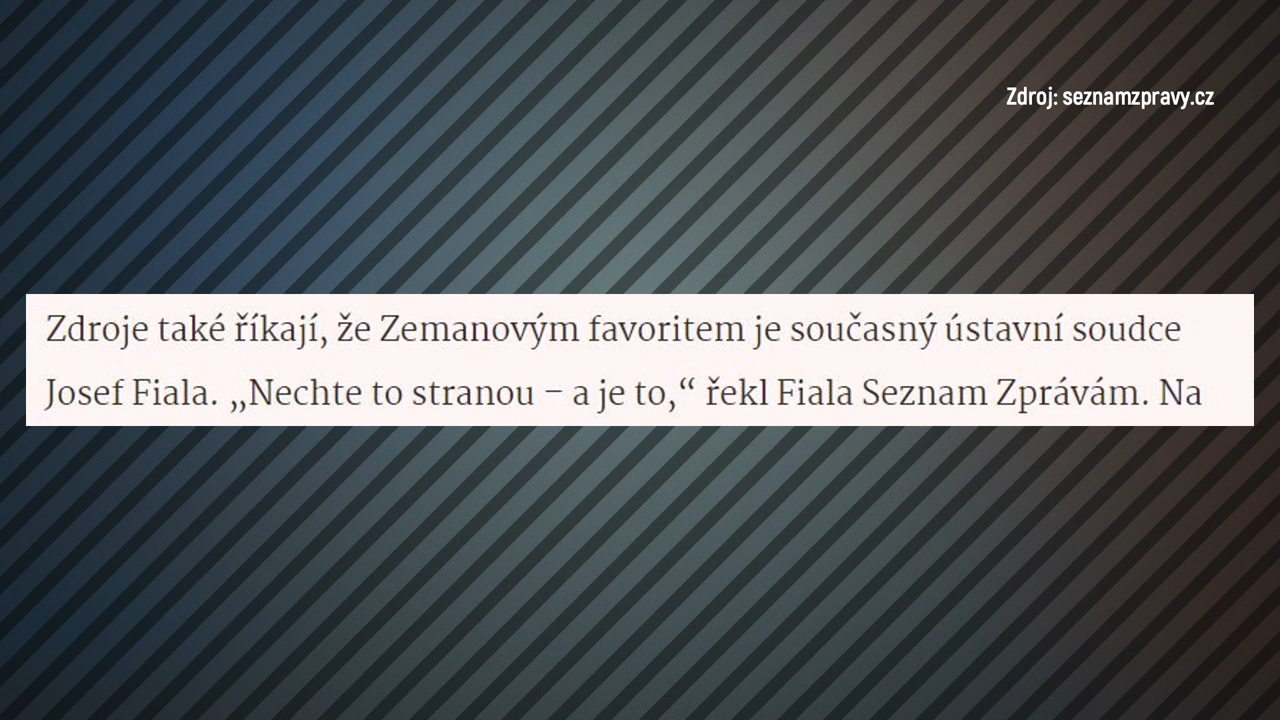 Zdroj: seznamzpravy.cz
Zdroje také říkají, že Zemanovým favoritem je současný ústavní soudce
Josef Fiala. „Nechte to stranou – a je to,“ řekl Fiala Seznam Zprávám. Na